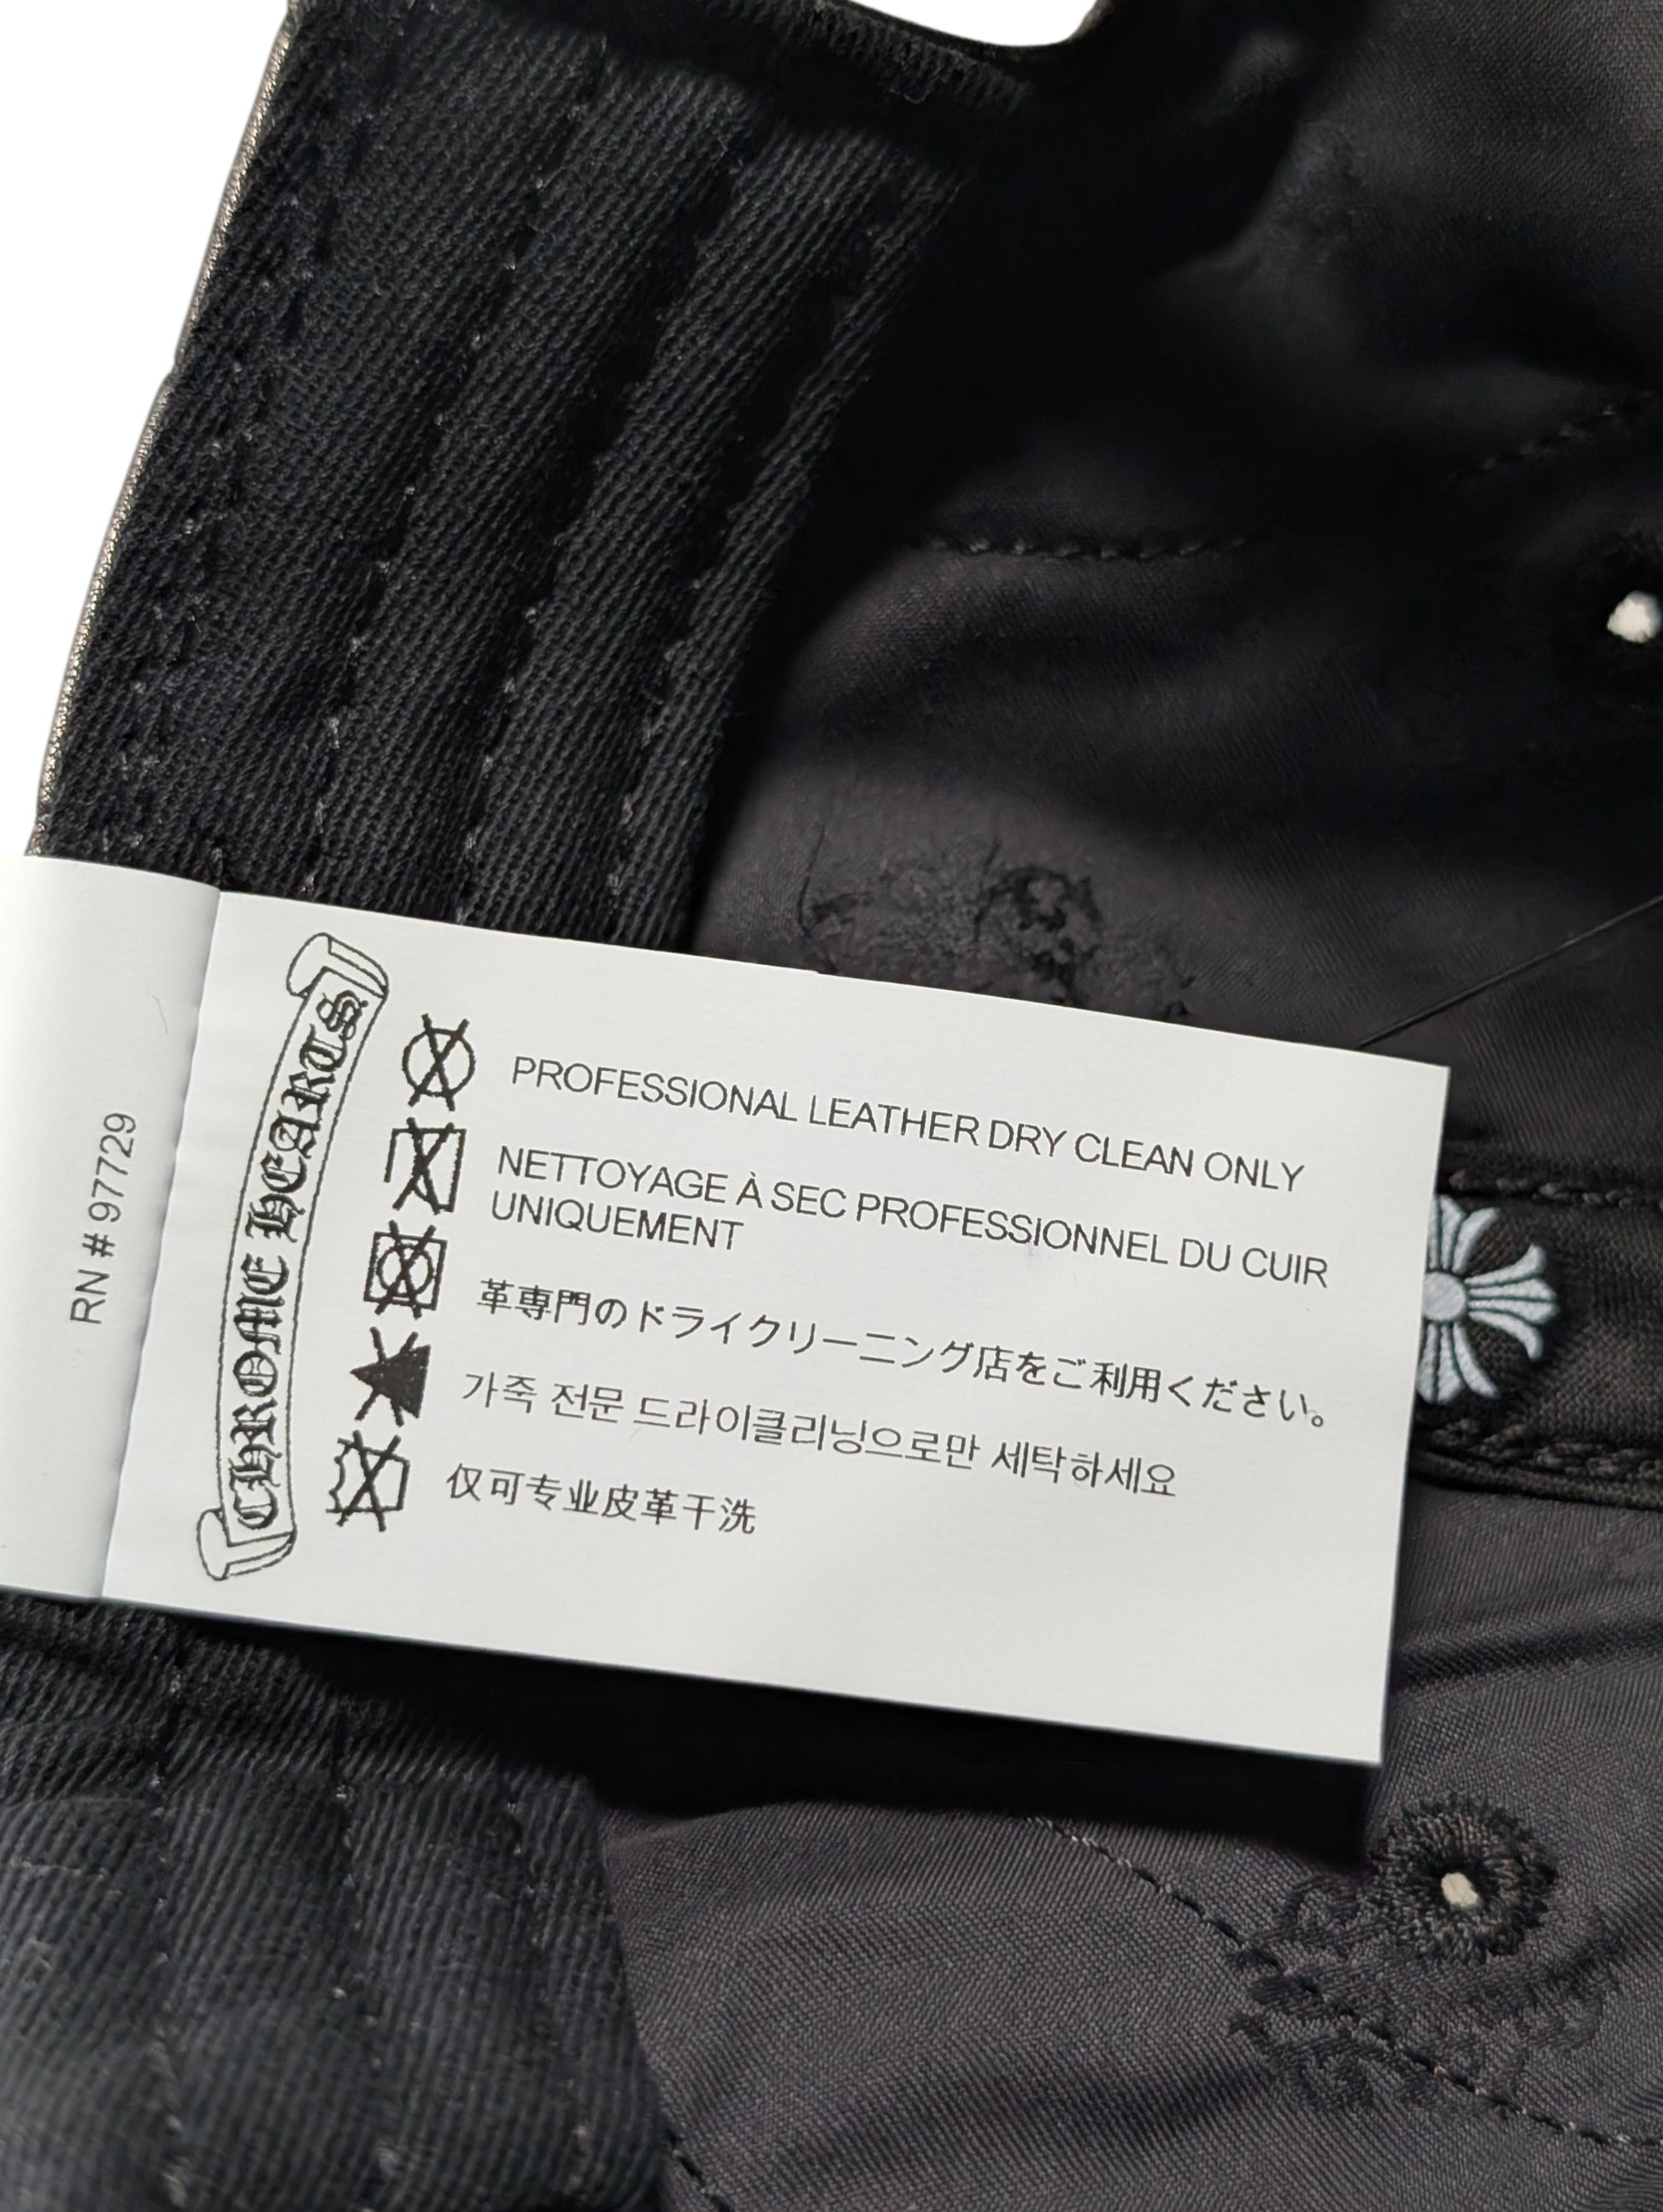 RN # 97729
CHROME HEARTS
PROFESSIONAL LEATHER DRY CLEAN ONLY
NETTOYAGE À SEC PROFESSIONNEL DU CUIR
UNIQUEMENT
革専門のドライクリーニング店をご利用ください。
가죽 전문 드라이클리닝으로만 세탁하세요
仅可专业皮革干洗